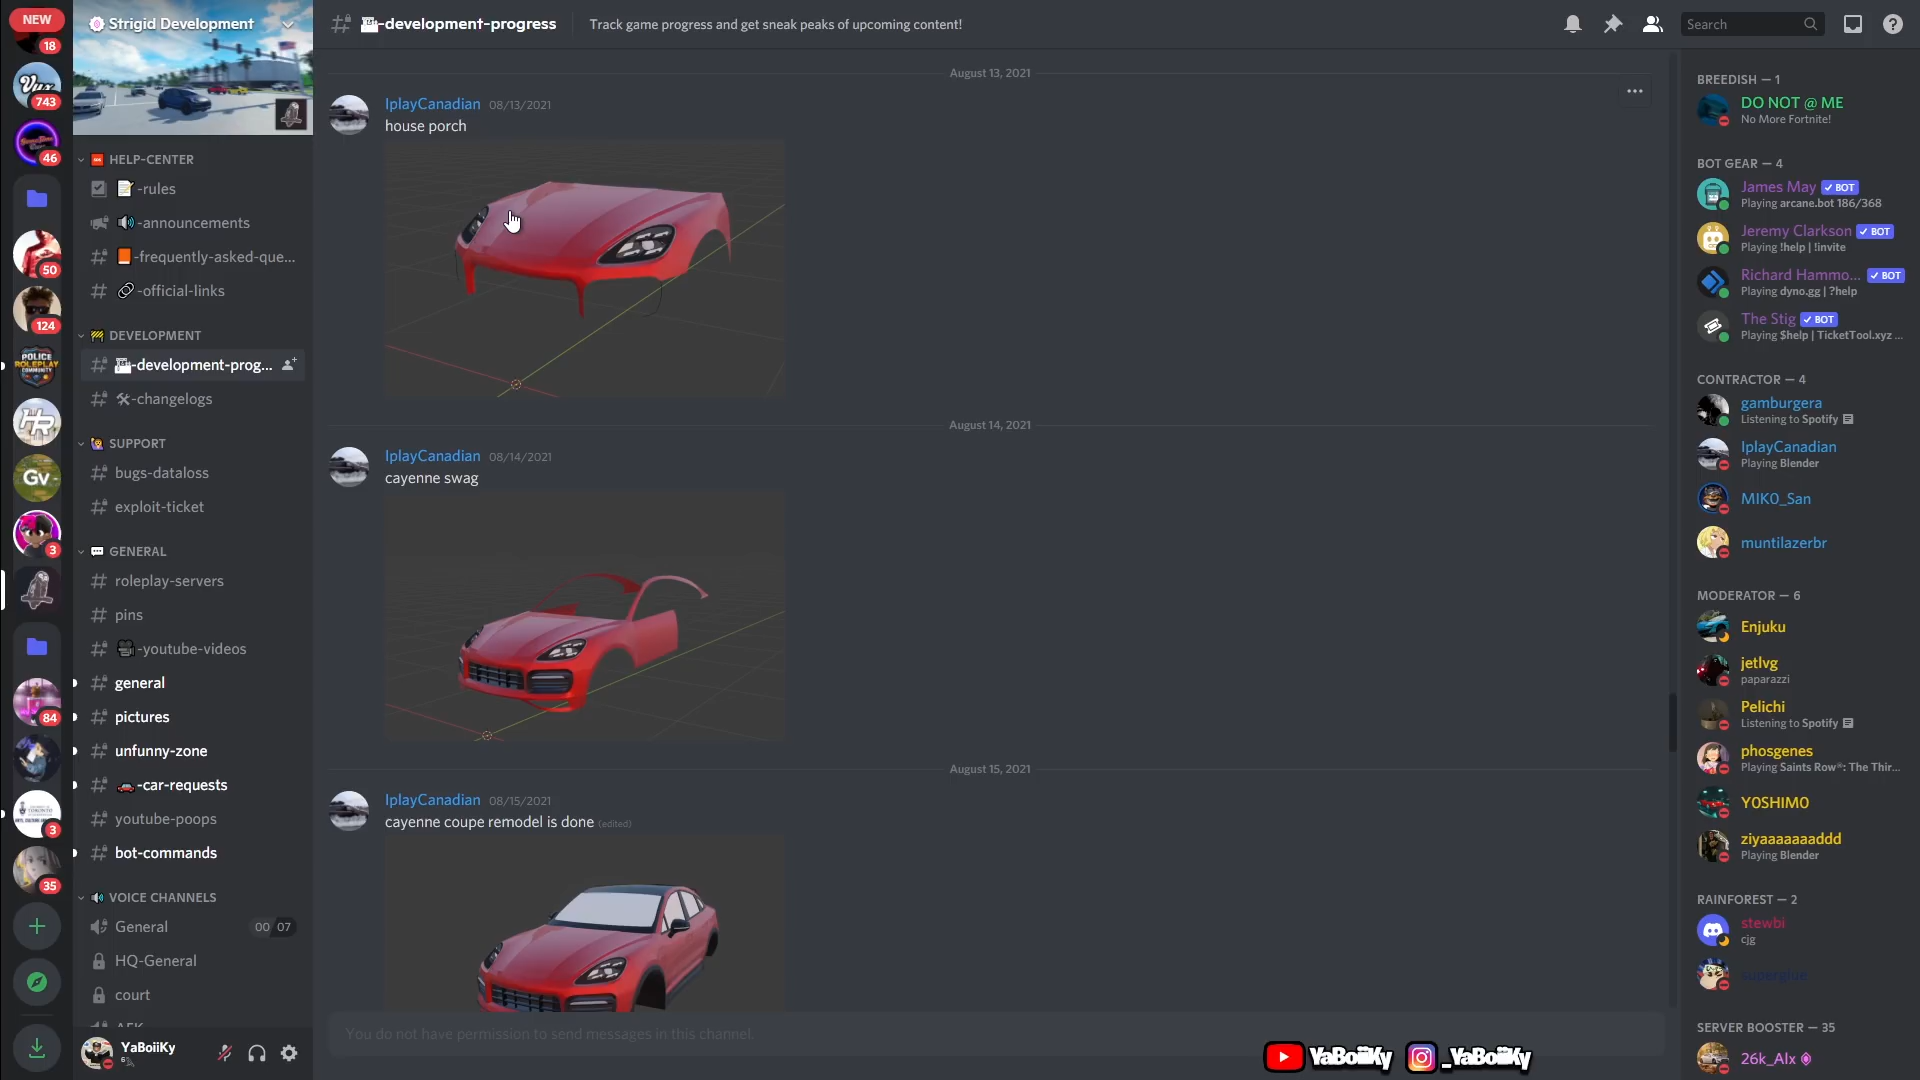 NEW
18
743
46
50
124
POLICE
ROLEPLAY
COMMUNITY
HR
Gv
3
84
3
35
Strigid Development
HELP-CENTER
-rules
-announcements
-frequently-asked-que...
-official-links
DEVELOPMENT
-development-prog...
-changelogs
SUPPORT
bugs-dataloss
exploit-ticket
GENERAL
roleplay-servers
pins
-youtube-videos
general
pictures
unfunny-zone
-car-requests
youtube-poops
bot-commands
VOICE CHANNELS
General 00 07
HQ-General
court
AFK
YaBoiiKy
-development-progress Track game progress and get sneak peaks of upcoming content!
Search
August 13, 2021
IplayCanadian 08/13/2021
house porch
August 14, 2021
IplayCanadian 08/14/2021
cayenne swag
August 15, 2021
IplayCanadian 08/15/2021
cayenne coupe remodel is done (edited)
You do not have permission to send messages in this channel.
YaBoiiKy _YaBoiiKy
BREEDISH — 1
DO NOT @ ME
No More Fortnite!
BOT GEAR — 4
James May BOT
Playing arcane.bot 186/368
Jeremy Clarkson BOT
Playing !help | !invite
Richard Hammo... BOT
Playing dyno.gg | ?help
The Stig BOT
Playing $help | TicketTool.xyz ...
CONTRACTOR — 4
gamburgera
Listening to Spotify
IplayCanadian
Playing Blender
MIK0_San
muntilazerbr
MODERATOR — 6
Enjuku
jetlvg
paparazzi
Pelichi
Listening to Spotify
phosgenes
Playing Saints Row®: The Thir...
Y0SHIM0
ziyaaaaaaaddd
Playing Blender
RAINFOREST — 2
stewbi
cjg
superglue
SERVER BOOSTER — 35
26k_Alx